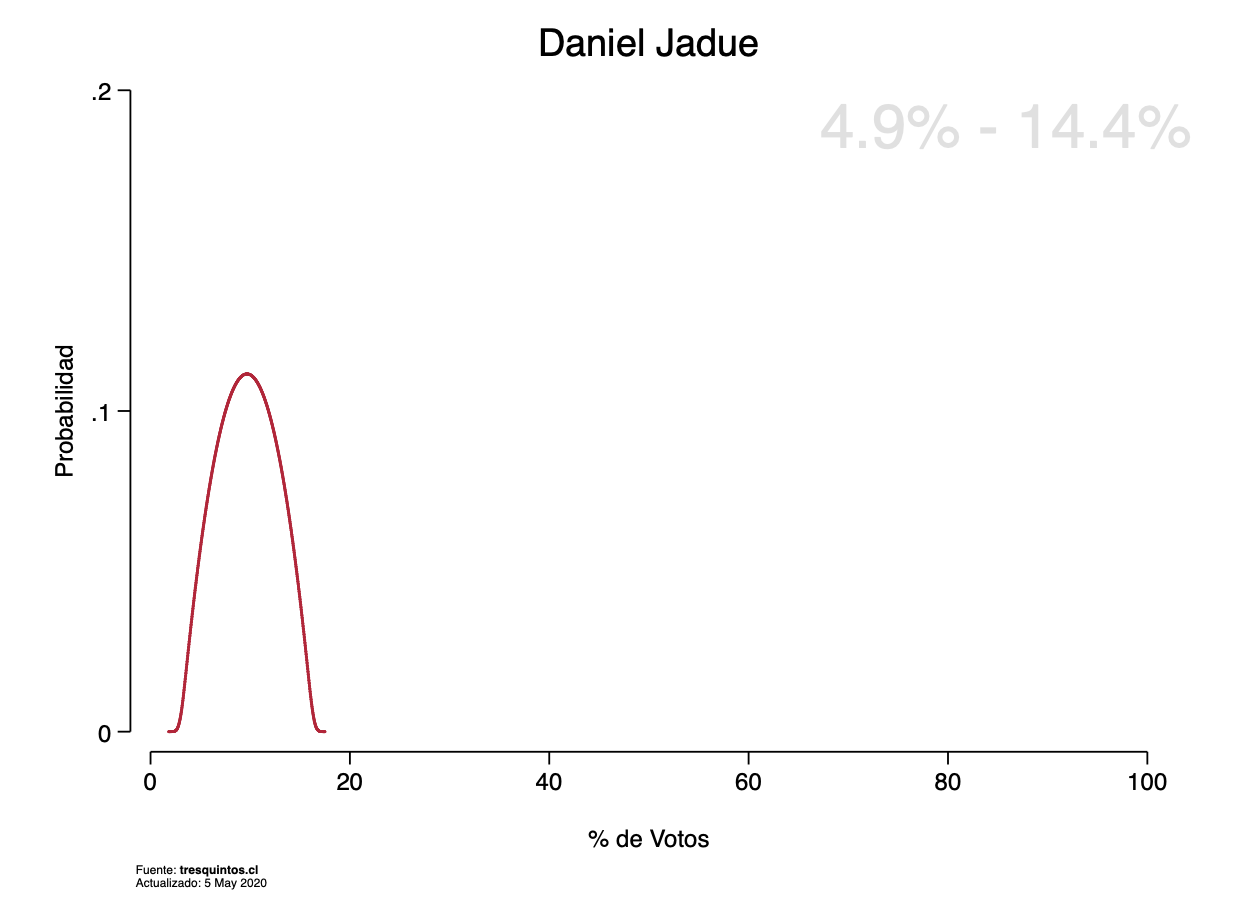 Daniel Jadue
4.9% - 14.4%
.2
.1
0
Probabilidad
0 20 40 60 80 100
% de Votos
Fuente: tresquintos.cl
Actualizado: 5 May 2020